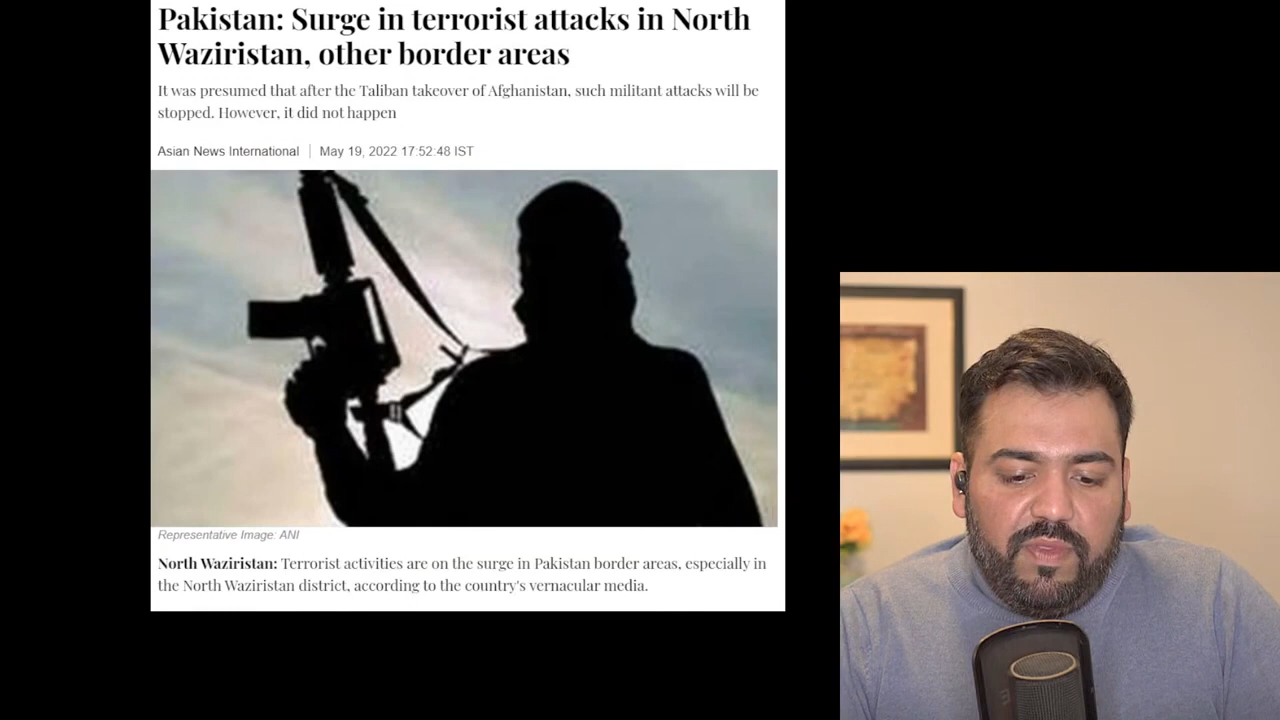 Pakistan: Surge in terrorist attacks in North
Waziristan, other border areas
It was presumed that after the Taliban takeover of Afghanistan, such militant attacks will be
stopped. However, it did not happen
Asian News International | May 19, 2022 17:52:48 IST
Representative Image: ANI
North Waziristan: Terrorist activities are on the surge in Pakistan border areas, especially in
the North Waziristan district, according to the country's vernacular media.